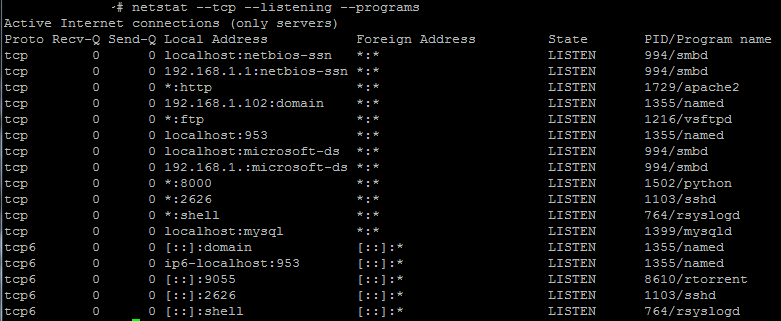 ~# netstat --tcp --listening --programs
Active Internet connections (only servers)
Proto Recv-Q Send-Q Local Address Foreign Address State PID/Program name
tcp 0 0 localhost:netbios-ssn *:* LISTEN 994/smbd
tcp 0 0 192.168.1.1:netbios-ssn *:* LISTEN 994/smbd
tcp 0 0 *:http *:* LISTEN 1729/apache2
tcp 0 0 192.168.1.102:domain *:* LISTEN 1355/named
tcp 0 0 *:ftp *:* LISTEN 1216/vsftpd
tcp 0 0 localhost:953 *:* LISTEN 1355/named
tcp 0 0 localhost:microsoft-ds *:* LISTEN 994/smbd
tcp 0 0 192.168.1.:microsoft-ds *:* LISTEN 994/smbd
tcp 0 0 *:8000 *:* LISTEN 1502/python
tcp 0 0 *:2626 *:* LISTEN 1103/sshd
tcp 0 0 *:shell *:* LISTEN 764/rsyslogd
tcp 0 0 localhost:mysql *:* LISTEN 1399/mysqld
tcp6 0 0 [::]:domain [::]:* LISTEN 1355/named
tcp6 0 0 ip6-localhost:953 [::]:* LISTEN 1355/named
tcp6 0 0 [::]:9055 [::]:* LISTEN 8610/rtorrent
tcp6 0 0 [::]:2626 [::]:* LISTEN 1103/sshd
tcp6 0 0 [::]:shell [::]:* LISTEN 764/rsyslogd